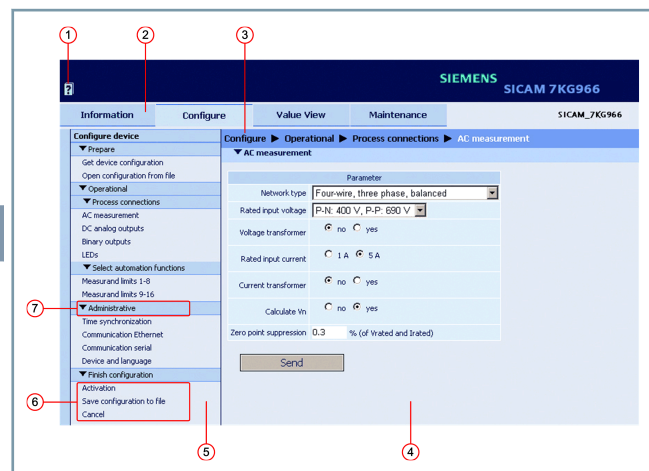 1 2 3
SIEMENS
SICAM 7KG966
?
Information Configure Value View Maintenance SICAM_7KG966
Configure device
Prepare
Get device configuration
Open configuration from file
Operational
Process connections
AC measurement
DC analog outputs
Binary outputs
LEDs
Select automation functions
Measurand limits 1-8
Measurand limits 9-16
7
Administrative
Time synchronization
Communication Ethernet
Communication serial
Device and language
Finish configuration
Activation
6
Save configuration to file
Cancel
Configure ▶ Operational ▶ Process connections ▶ AC measurement
AC measurement
Parameter
Network type Four-wire, three phase, balanced
Rated input voltage P-N: 400 V, P-P: 690 V
Voltage transformer no yes
Rated input current 1 A 5 A
Current transformer no yes
Calculate Vn no yes
Zero point suppression 0.3 % (of Vrated and Irated)
Send
5 4